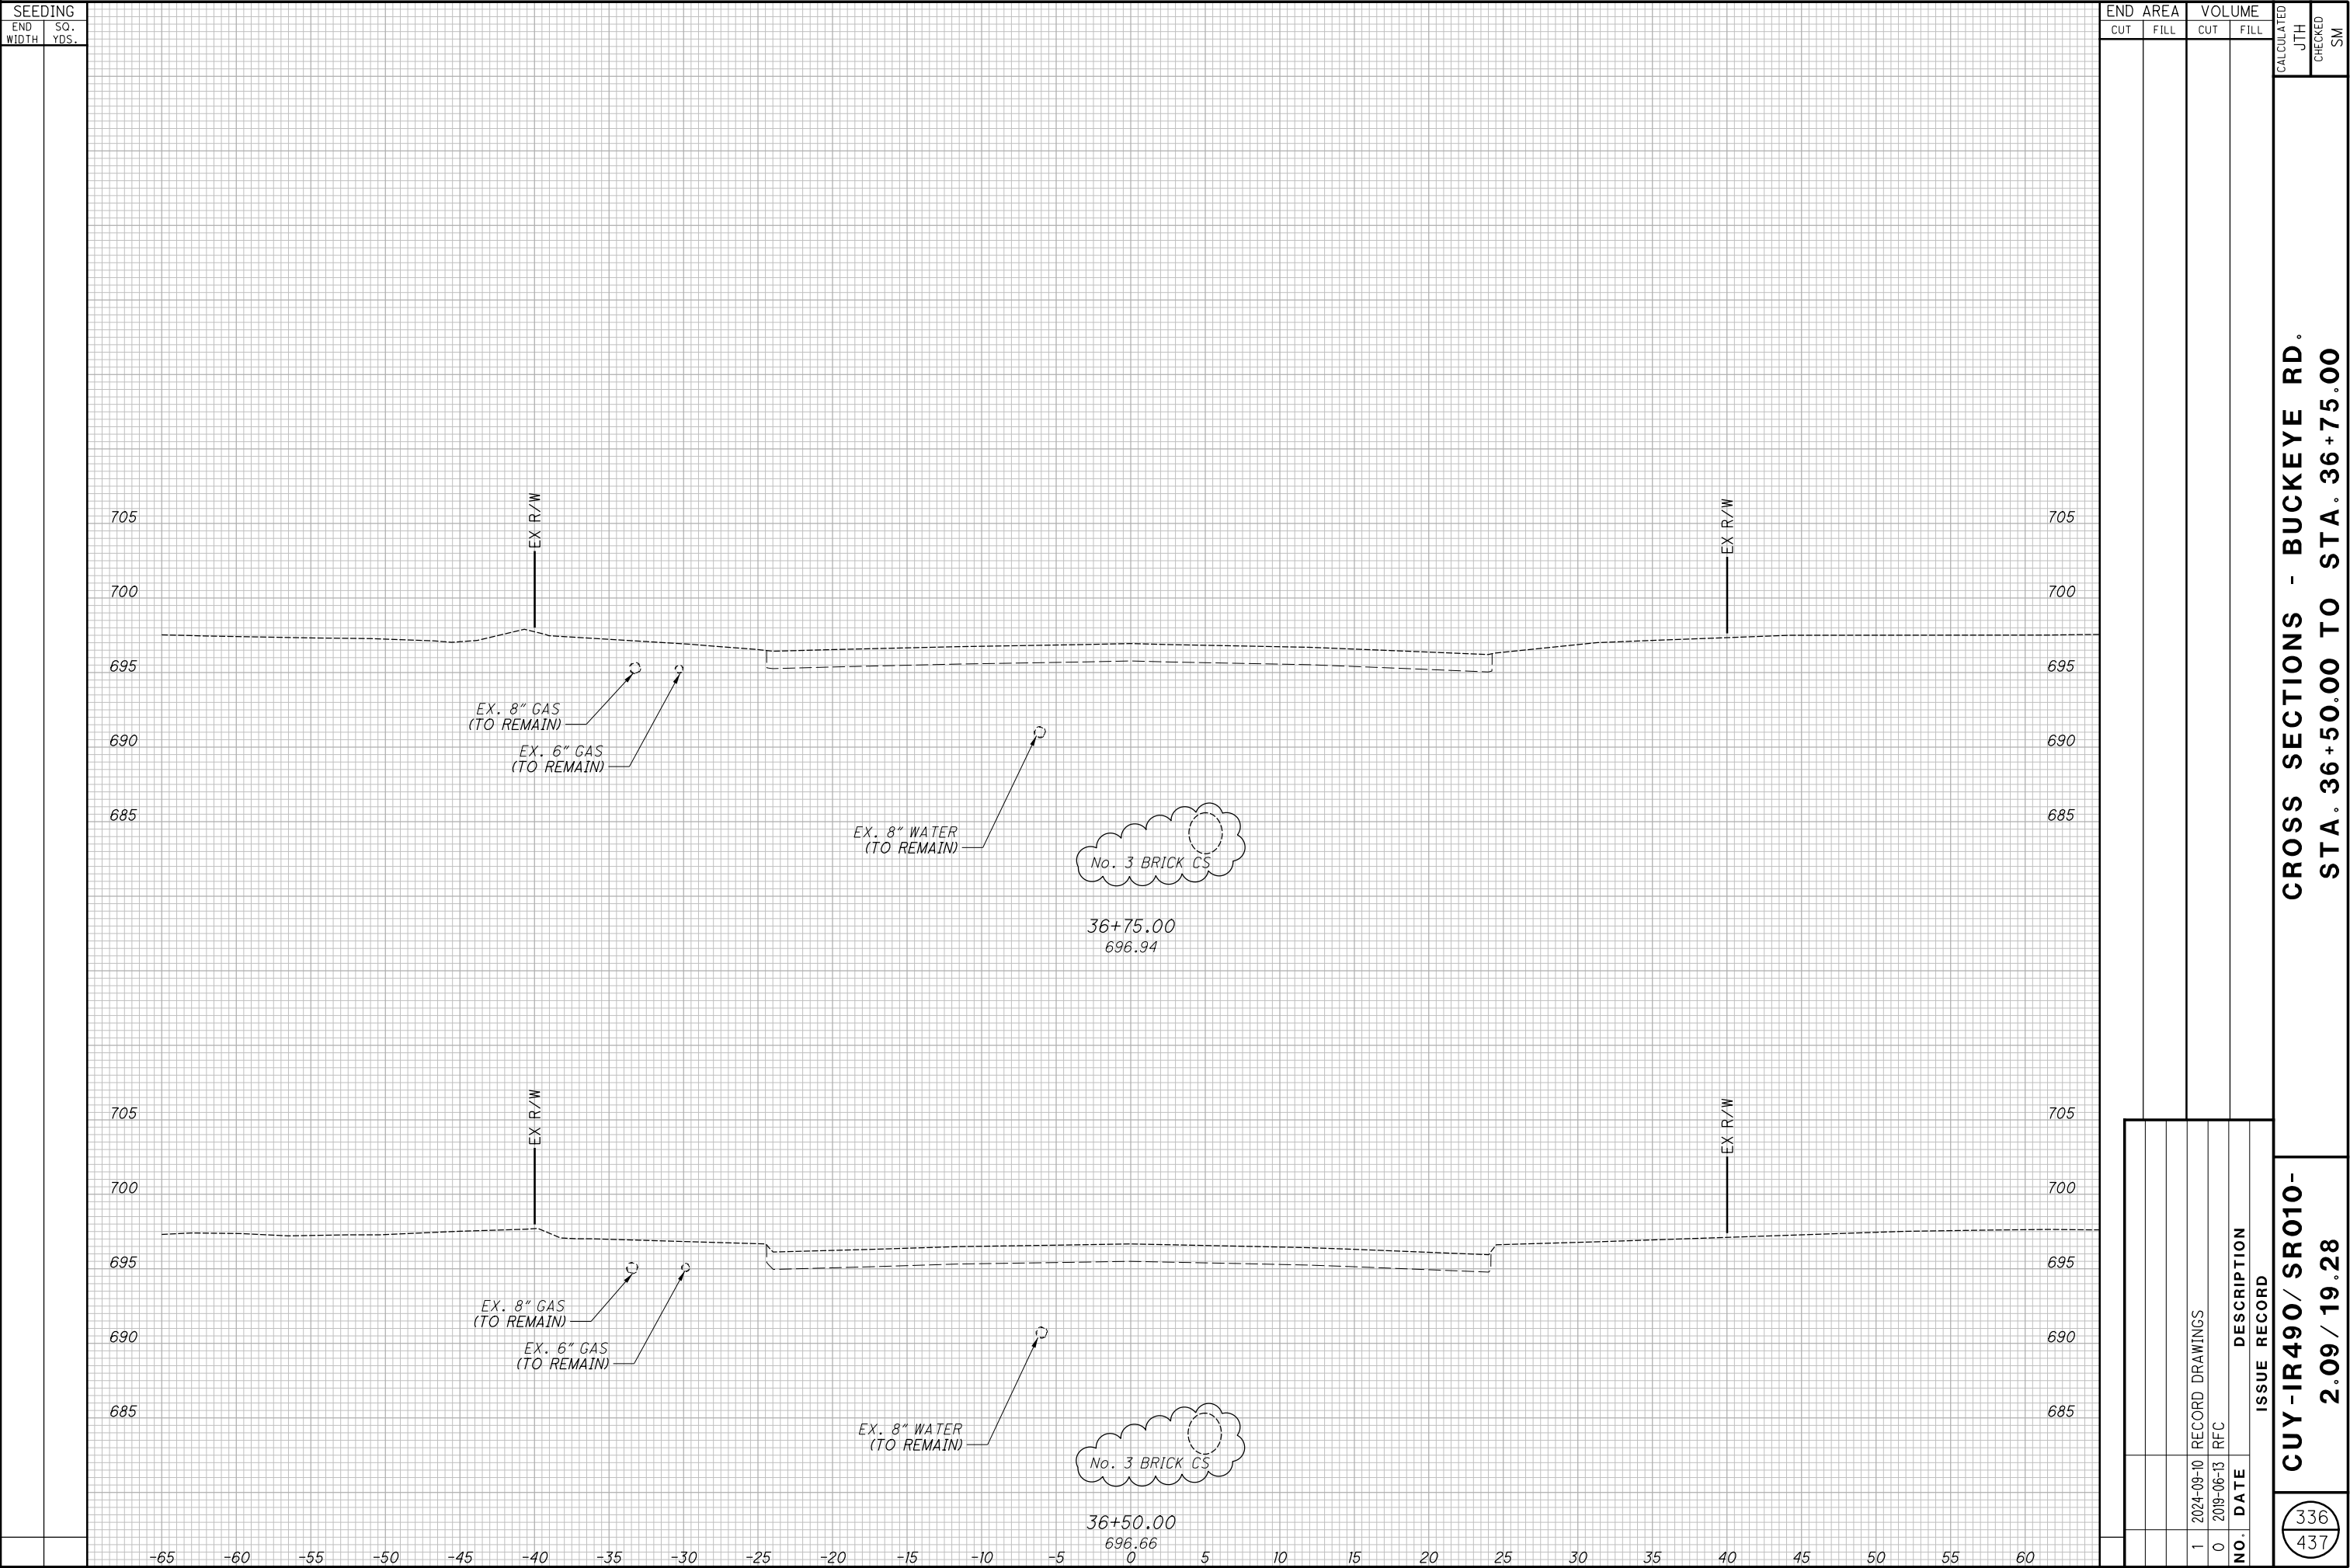 SEEDING
END WIDTH
SQ. YDS.
END AREA
VOLUME
CUT
FILL
CUT
FILL
CALCULATED
JTH
CHECKED
SM
CROSS SECTIONS - BUCKEYE RD.
STA. 36+50.00 TO STA. 36+75.00
EX R/W
EX R/W
705
705
700
700
695
695
EX. 8" GAS
(TO REMAIN)
690
690
EX. 6" GAS
(TO REMAIN)
685
685
EX. 8" WATER
(TO REMAIN)
No. 3 BRICK CS
36+75.00
696.94
EX R/W
EX R/W
705
705
700
700
695
695
EX. 8" GAS
(TO REMAIN)
690
690
EX. 6" GAS
(TO REMAIN)
685
685
EX. 8" WATER
(TO REMAIN)
No. 3 BRICK CS
36+50.00
696.66
-65 -60 -55 -50 -45 -40 -35 -30 -25 -20 -15 -10 -5 0 5 10 15 20 25 30 35 40 45 50 55 60
1 2024-09-10 RECORD DRAWINGS
0 2019-06-13 RFC
NO. DATE DESCRIPTION
ISSUE RECORD
CUY-IR490/SR010-
2.09/19.28
336
437